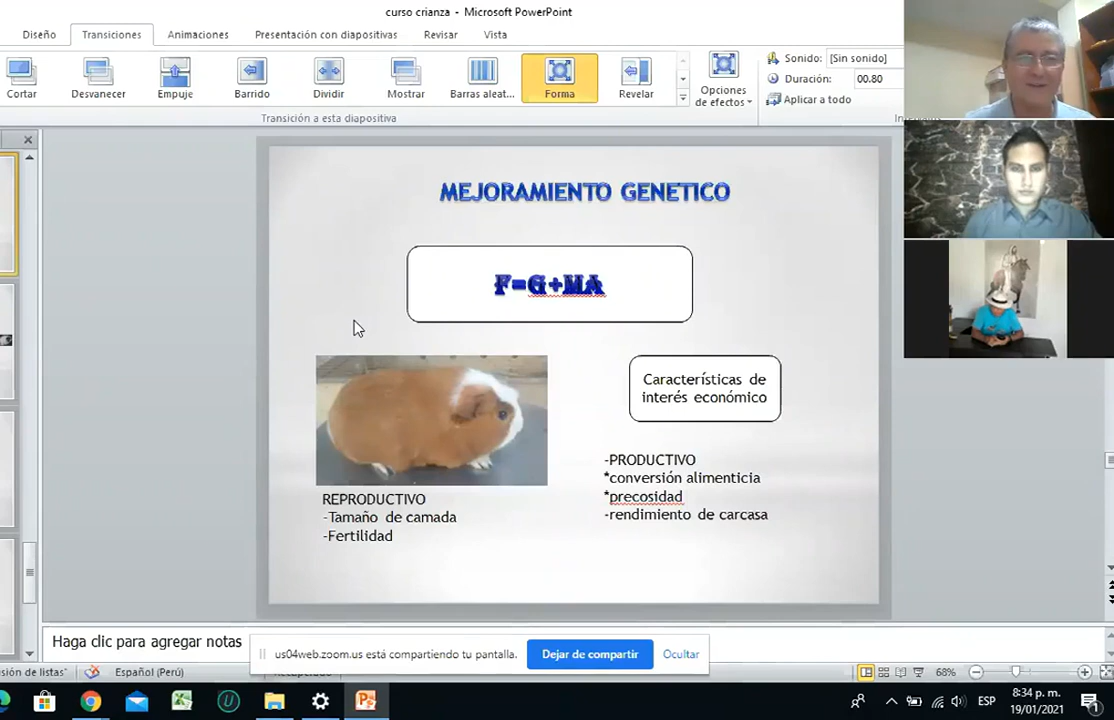 curso crianza - Microsoft PowerPoint
Diseño
Transiciones
Animaciones
Presentación con diapositivas
Revisar
Vista
Cortar
Desvanecer
Empuje
Barrido
Dividir
Mostrar
Barras aleat...
Forma
Revelar
Opciones
de efectos
Sonido: [Sin sonido]
Duración: 00.80
Aplicar a todo
Transición a esta diapositiva
MEJORAMIENTO GENETICO
F=G+MA
Características de
interés económico
-PRODUCTIVO
*conversión alimenticia
*precosidad
-rendimiento de carcasa
REPRODUCTIVO
-Tamaño de camada
-Fertilidad
Haga clic para agregar notas
us04web.zoom.us está compartiendo tu pantalla.
Dejar de compartir
Ocultar
Español (Perú)
68%
ESP
8:34 p. m.
19/01/2021